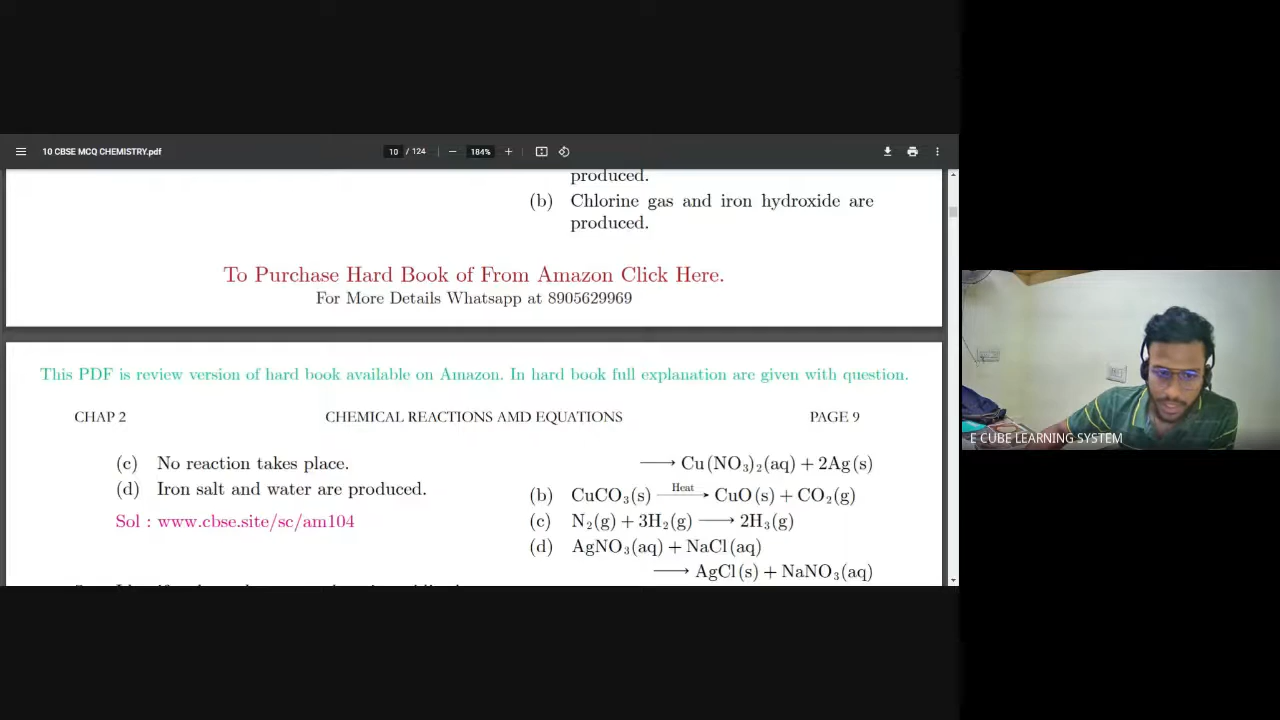 10 CBSE MCQ CHEMISTRY.pdf
10 / 124
184%
produced.
(b) Chlorine gas and iron hydroxide are
produced.
To Purchase Hard Book of From Amazon Click Here.
For More Details Whatsapp at 8905629969
This PDF is review version of hard book available on Amazon. In hard book full explanation are given with question.
CHAP 2 CHEMICAL REACTIONS AMD EQUATIONS PAGE 9
(c) No reaction takes place.
(d) Iron salt and water are produced.
Sol : www.cbse.site/sc/am104
⟶ Cu(NO₃)₂(aq) + 2Ag(s)
(b) CuCO₃(s) —Heat⟶ CuO(s) + CO₂(g)
(c) N₂(g) + 3H₂(g) ⟶ 2H₃(g)
(d) AgNO₃(aq) + NaCl(aq)
⟶ AgCl(s) + NaNO₃(aq)
E CUBE LEARNING SYSTEM